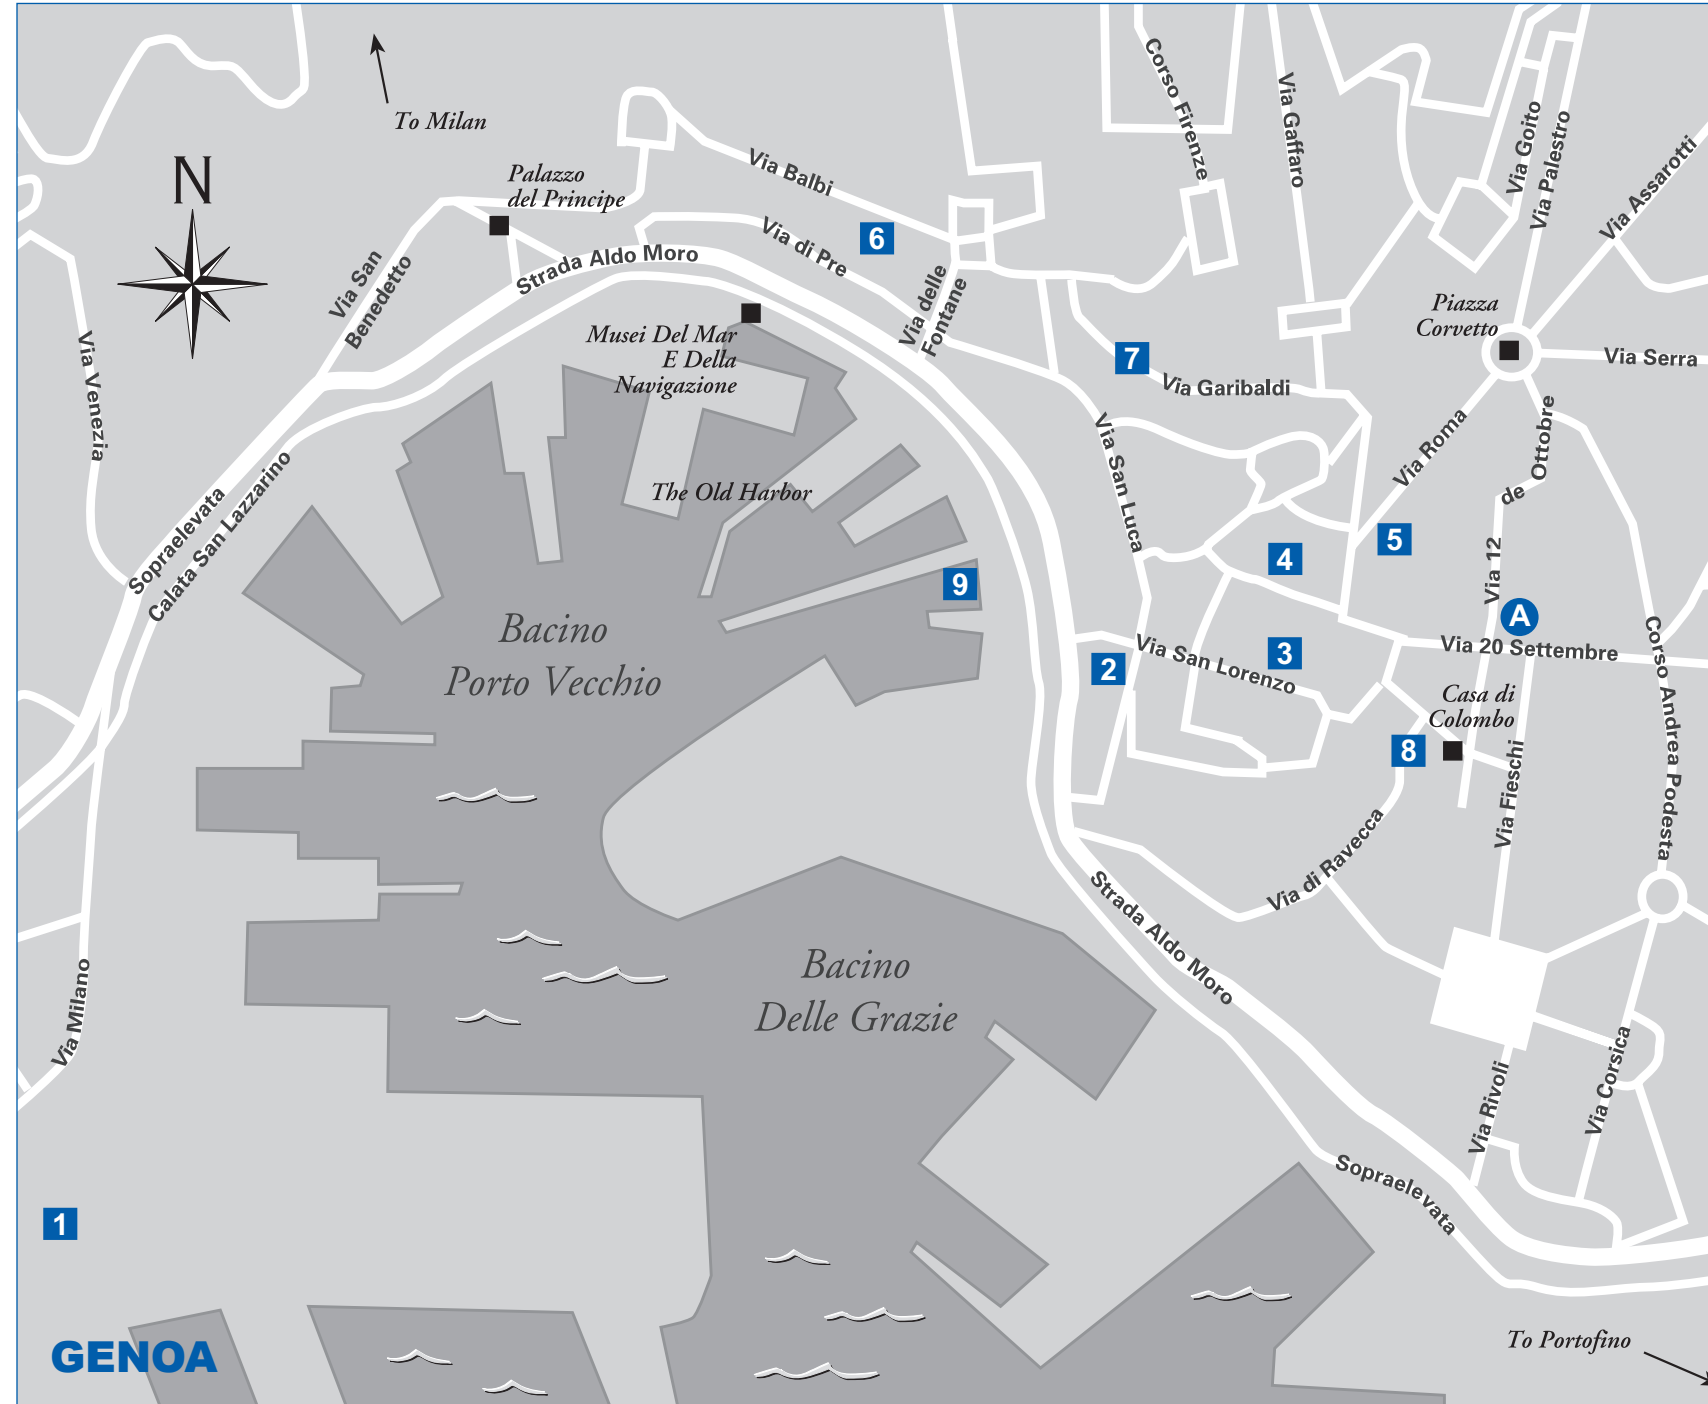 To Milan
N
Palazzo
del Principe
Via Balbi
Via di Pre
6
Corso Firenze
Via Gaffaro
Via Goito
Via Palestro
Via Assarotti
Via San
Benedetto
Strada Aldo Moro
Via delle
Fontane
Musei Del Mar
E Della
Navigazione
Piazza
Corvetto
Via Serra
7
Via Garibaldi
Via Venezia
Via San Luca
Via Roma
Via 12
de Ottobre
The Old Harbor
Sopraelevata
Calata San Lazzarino
5
4
9
A
Bacino
Porto Vecchio
2
Via San Lorenzo
3
Via 20 Settembre
Corso Andrea Podesta
Casa di
Colombo
8
Via Fieschi
Via di Ravecca
Strada Aldo Moro
Bacino
Delle Grazie
Via Milano
Via Rivoli
Via Corsica
Sopraelevata
1
GENOA
To Portofino